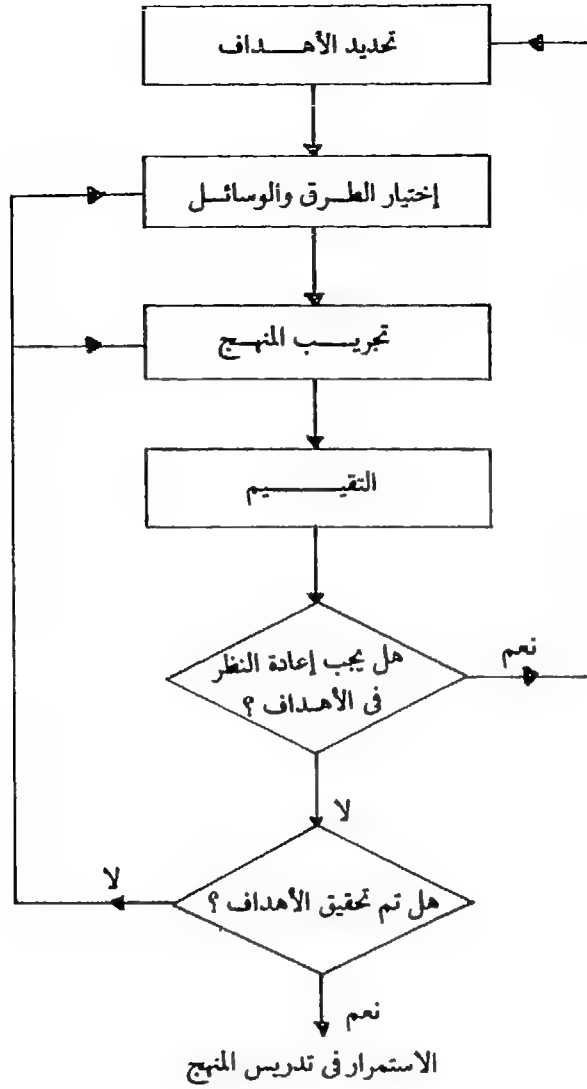 تحديد الأهداف
إختيار الطرق والوسائل
تجريب المنهج
التقييم
هل يجب إعادة النظر
فى الأهداف ؟
نعم
لا
هل تم تحقيق الأهداف ؟
لا
نعم
الاستمرار فى تدريس المنهج